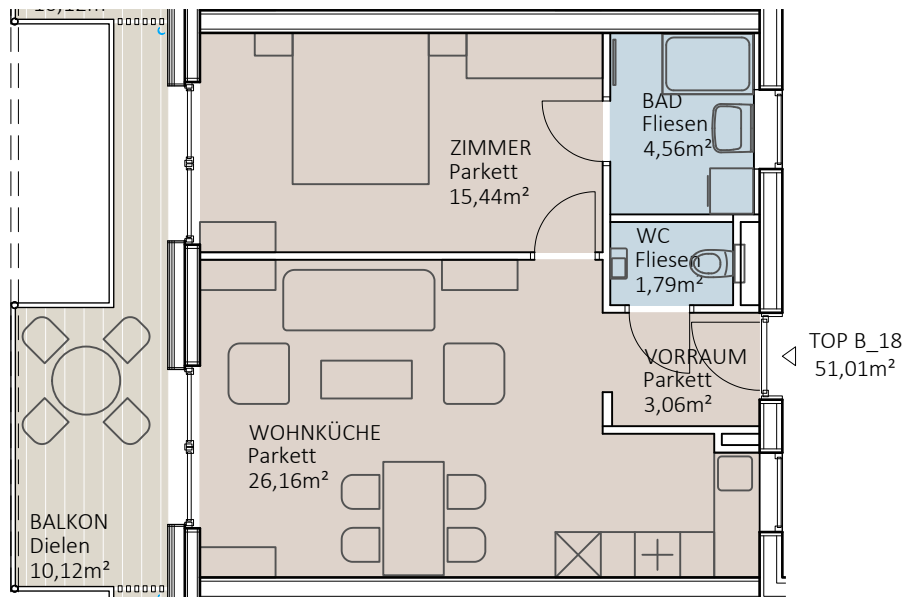 ZIMMER
Parkett
15,44m²
BAD
Fliesen
4,56m²
WC
Fliesen
1,79m²
VORRAUM
Parkett
3,06m²
TOP B_18
51,01m²
WOHNKÜCHE
Parkett
26,16m²
BALKON
Dielen
10,12m²